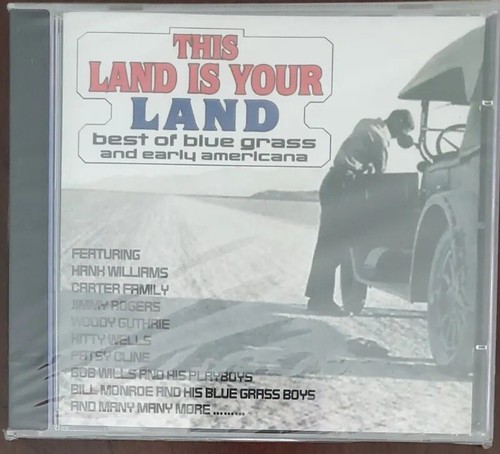 THIS
LAND IS YOUR
LAND
best of blue grass
and early americana
FEATURING
HANK WILLIAMS
CARTER FAMILY
JIMMY ROGERS
WOODY GUTHRIE
KITTY WELLS
PATSY CLINE
BOB WILLS AND HIS PLAYBOYS
BILL MONROE AND HIS BLUE GRASS BOYS
AND MANY MANY MORE .........